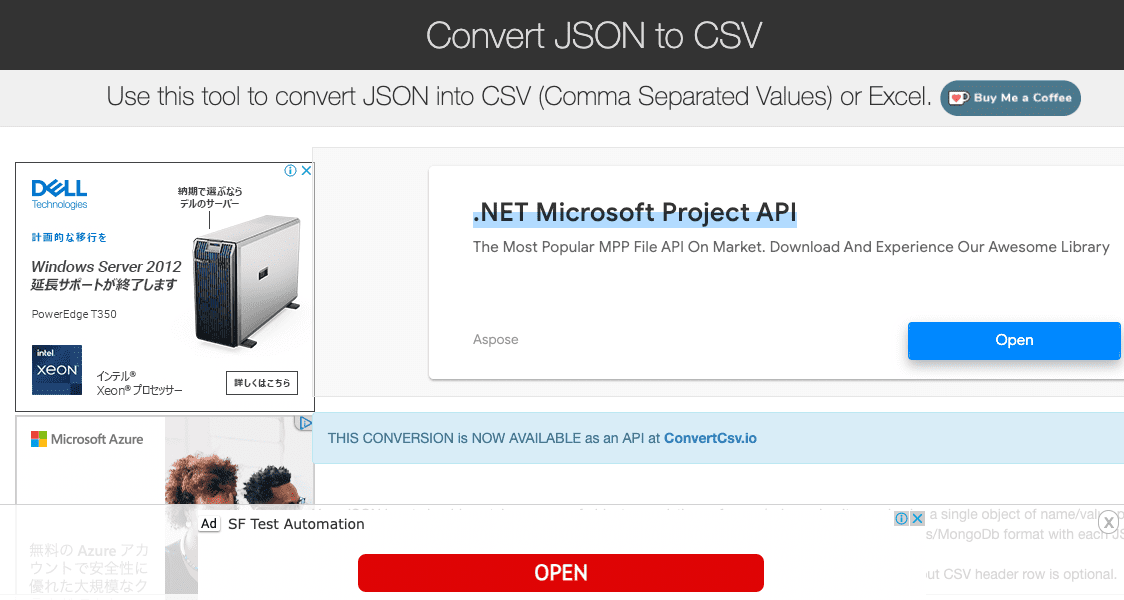 Convert JSON to CSV
Use this tool to convert JSON into CSV (Comma Separated Values) or Excel.
Buy Me a Coffee
DELL
Technologies
納期で選ぶなら
デルのサーバー
計画的な移行を
Windows Server 2012
延長サポートが終了します
PowerEdge T350
intel
XEON
インテル®
Xeon® プロセッサー
詳しくはこちら
.NET Microsoft Project API
The Most Popular MPP File API On Market. Download And Experience Our Awesome Library
Aspose
Open
THIS CONVERSION is NOW AVAILABLE as an API at ConvertCsv.io
Microsoft Azure
無料の Azure アカ
ウントで安全性に
優れた大規模なク
Ad SF Test Automation
OPEN
a single object of name/value
s/MongoDb format with each JS
out CSV header row is optional.